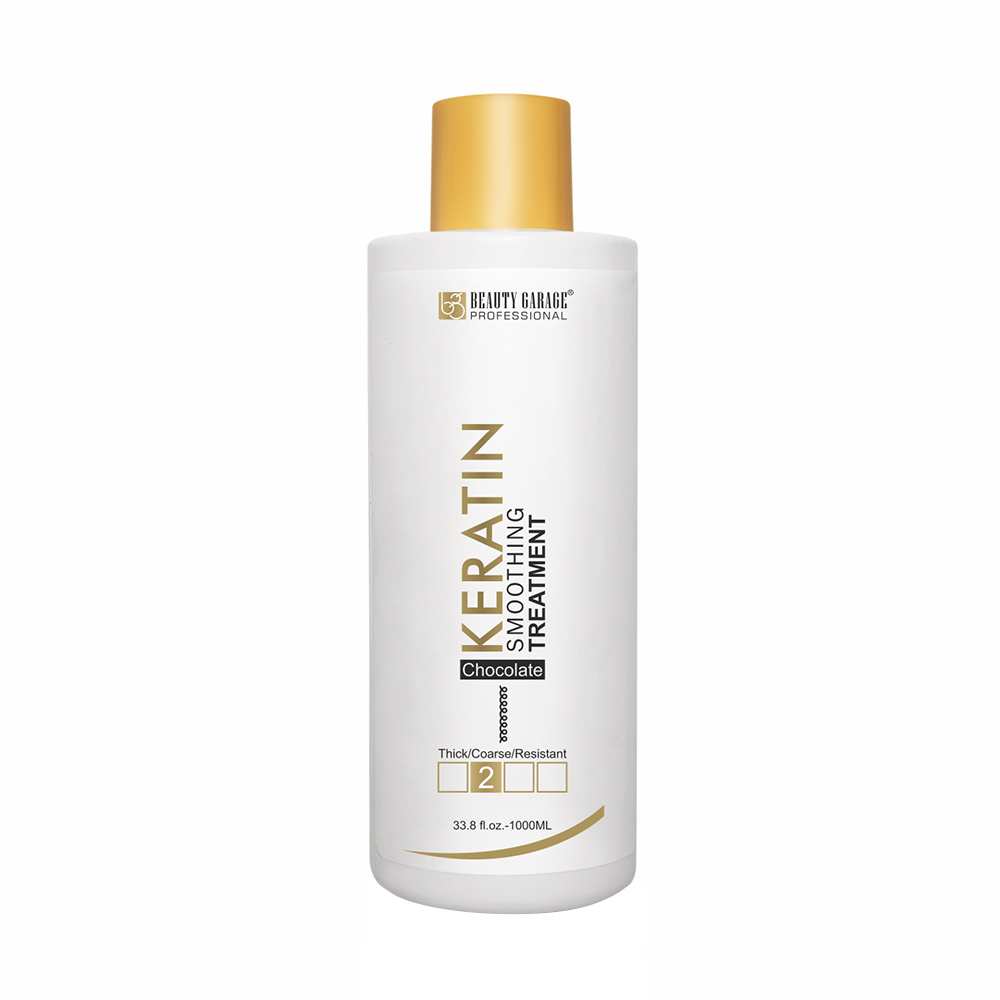 BEAUTY GARAGE®
PROFESSIONAL
KERATIN
SMOOTHING
TREATMENT
Chocolate
Thick/Coarse/Resistant
2
33.8 fl.oz.-1000ML